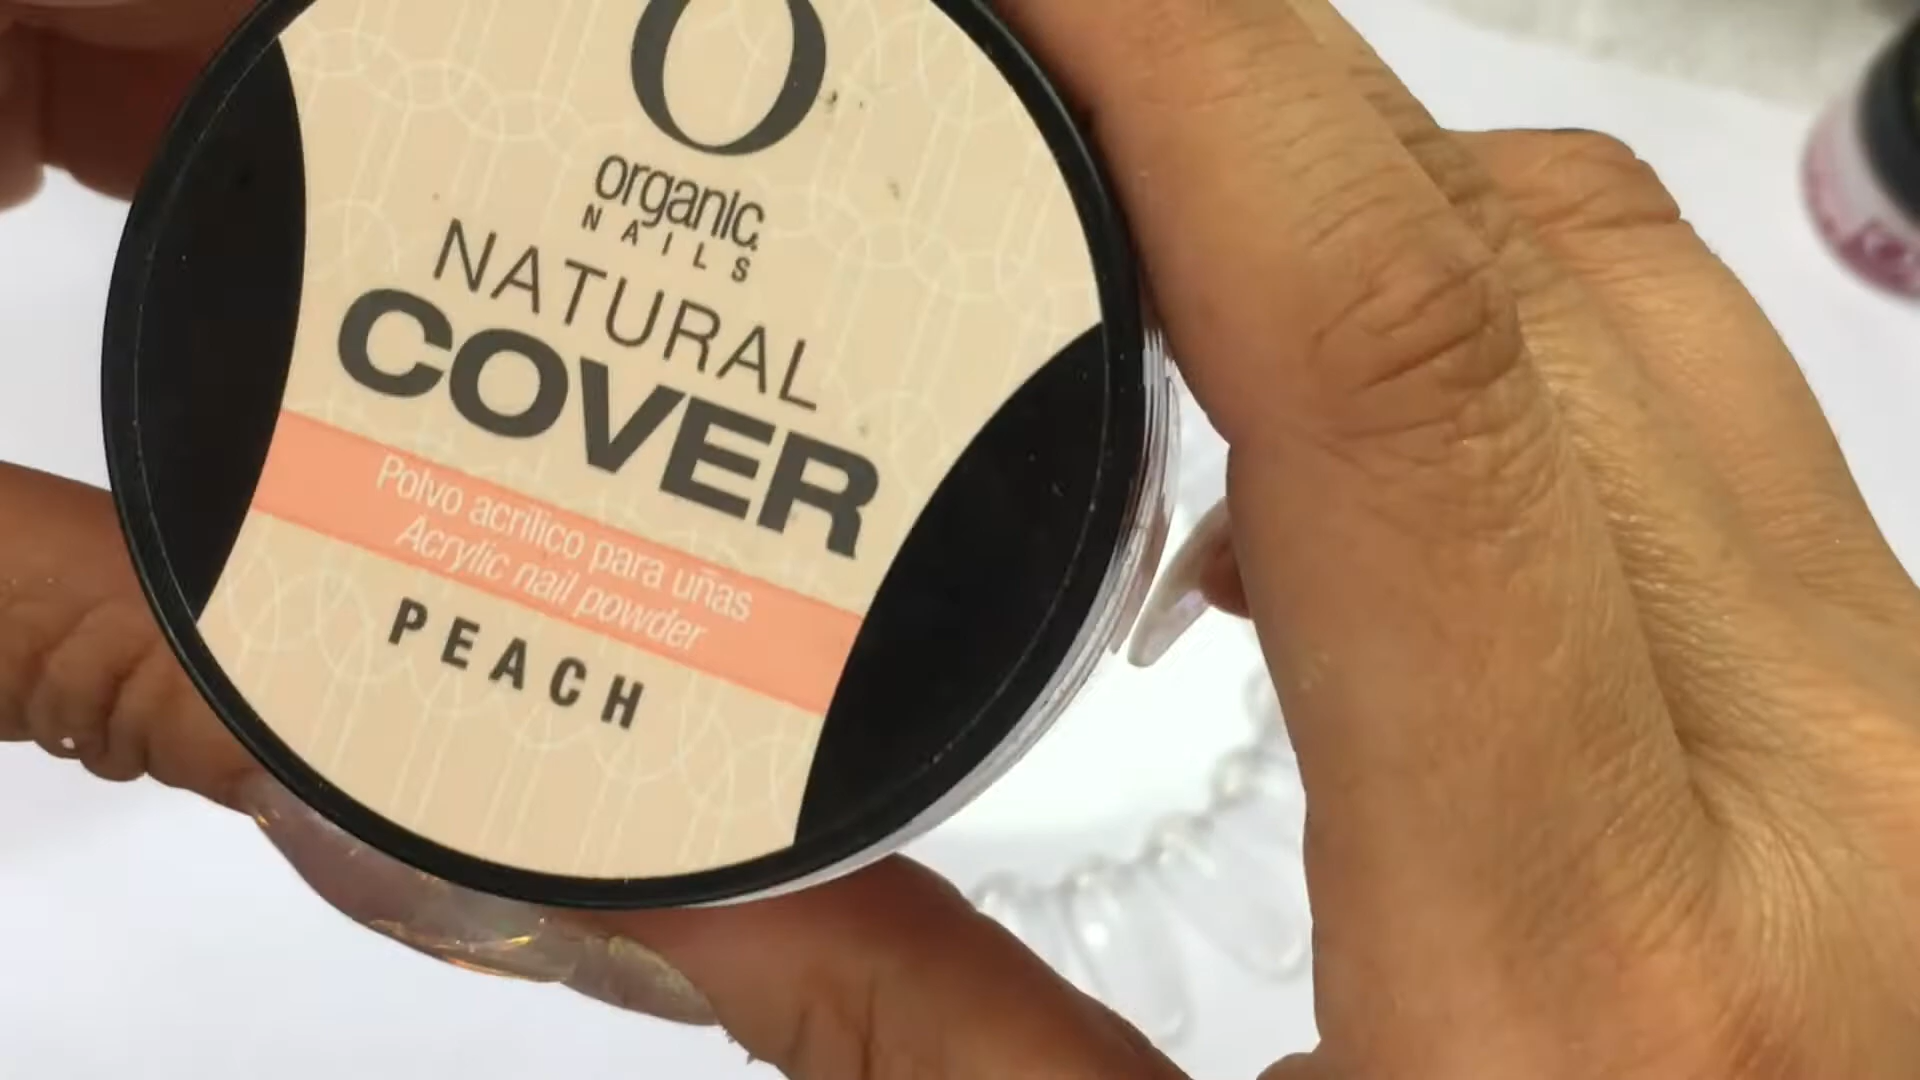 O
organic
NAILS
NATURAL
COVER
Polvo acrílico para uñas
Acrylic nail powder
PEACH